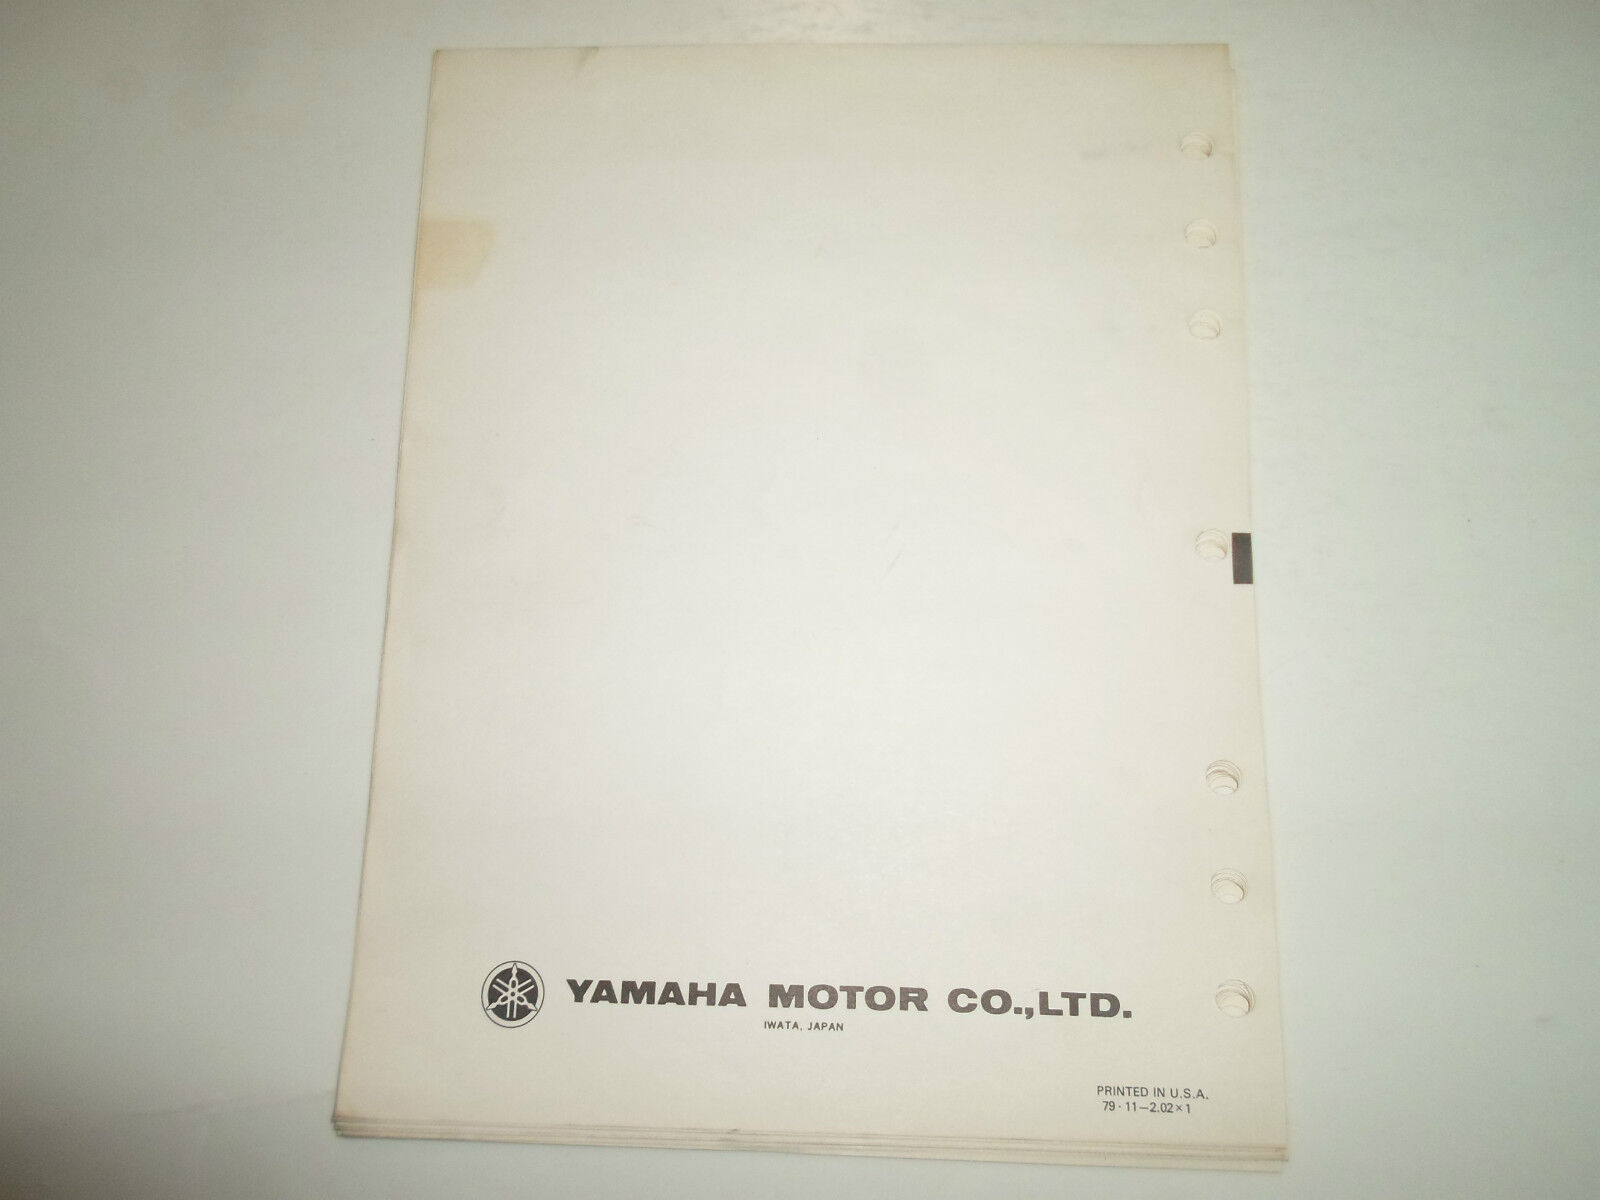 YAMAHA MOTOR CO.,LTD.
IWATA, JAPAN
PRINTED IN U.S.A.
79 · 11 — 2.02 × 1